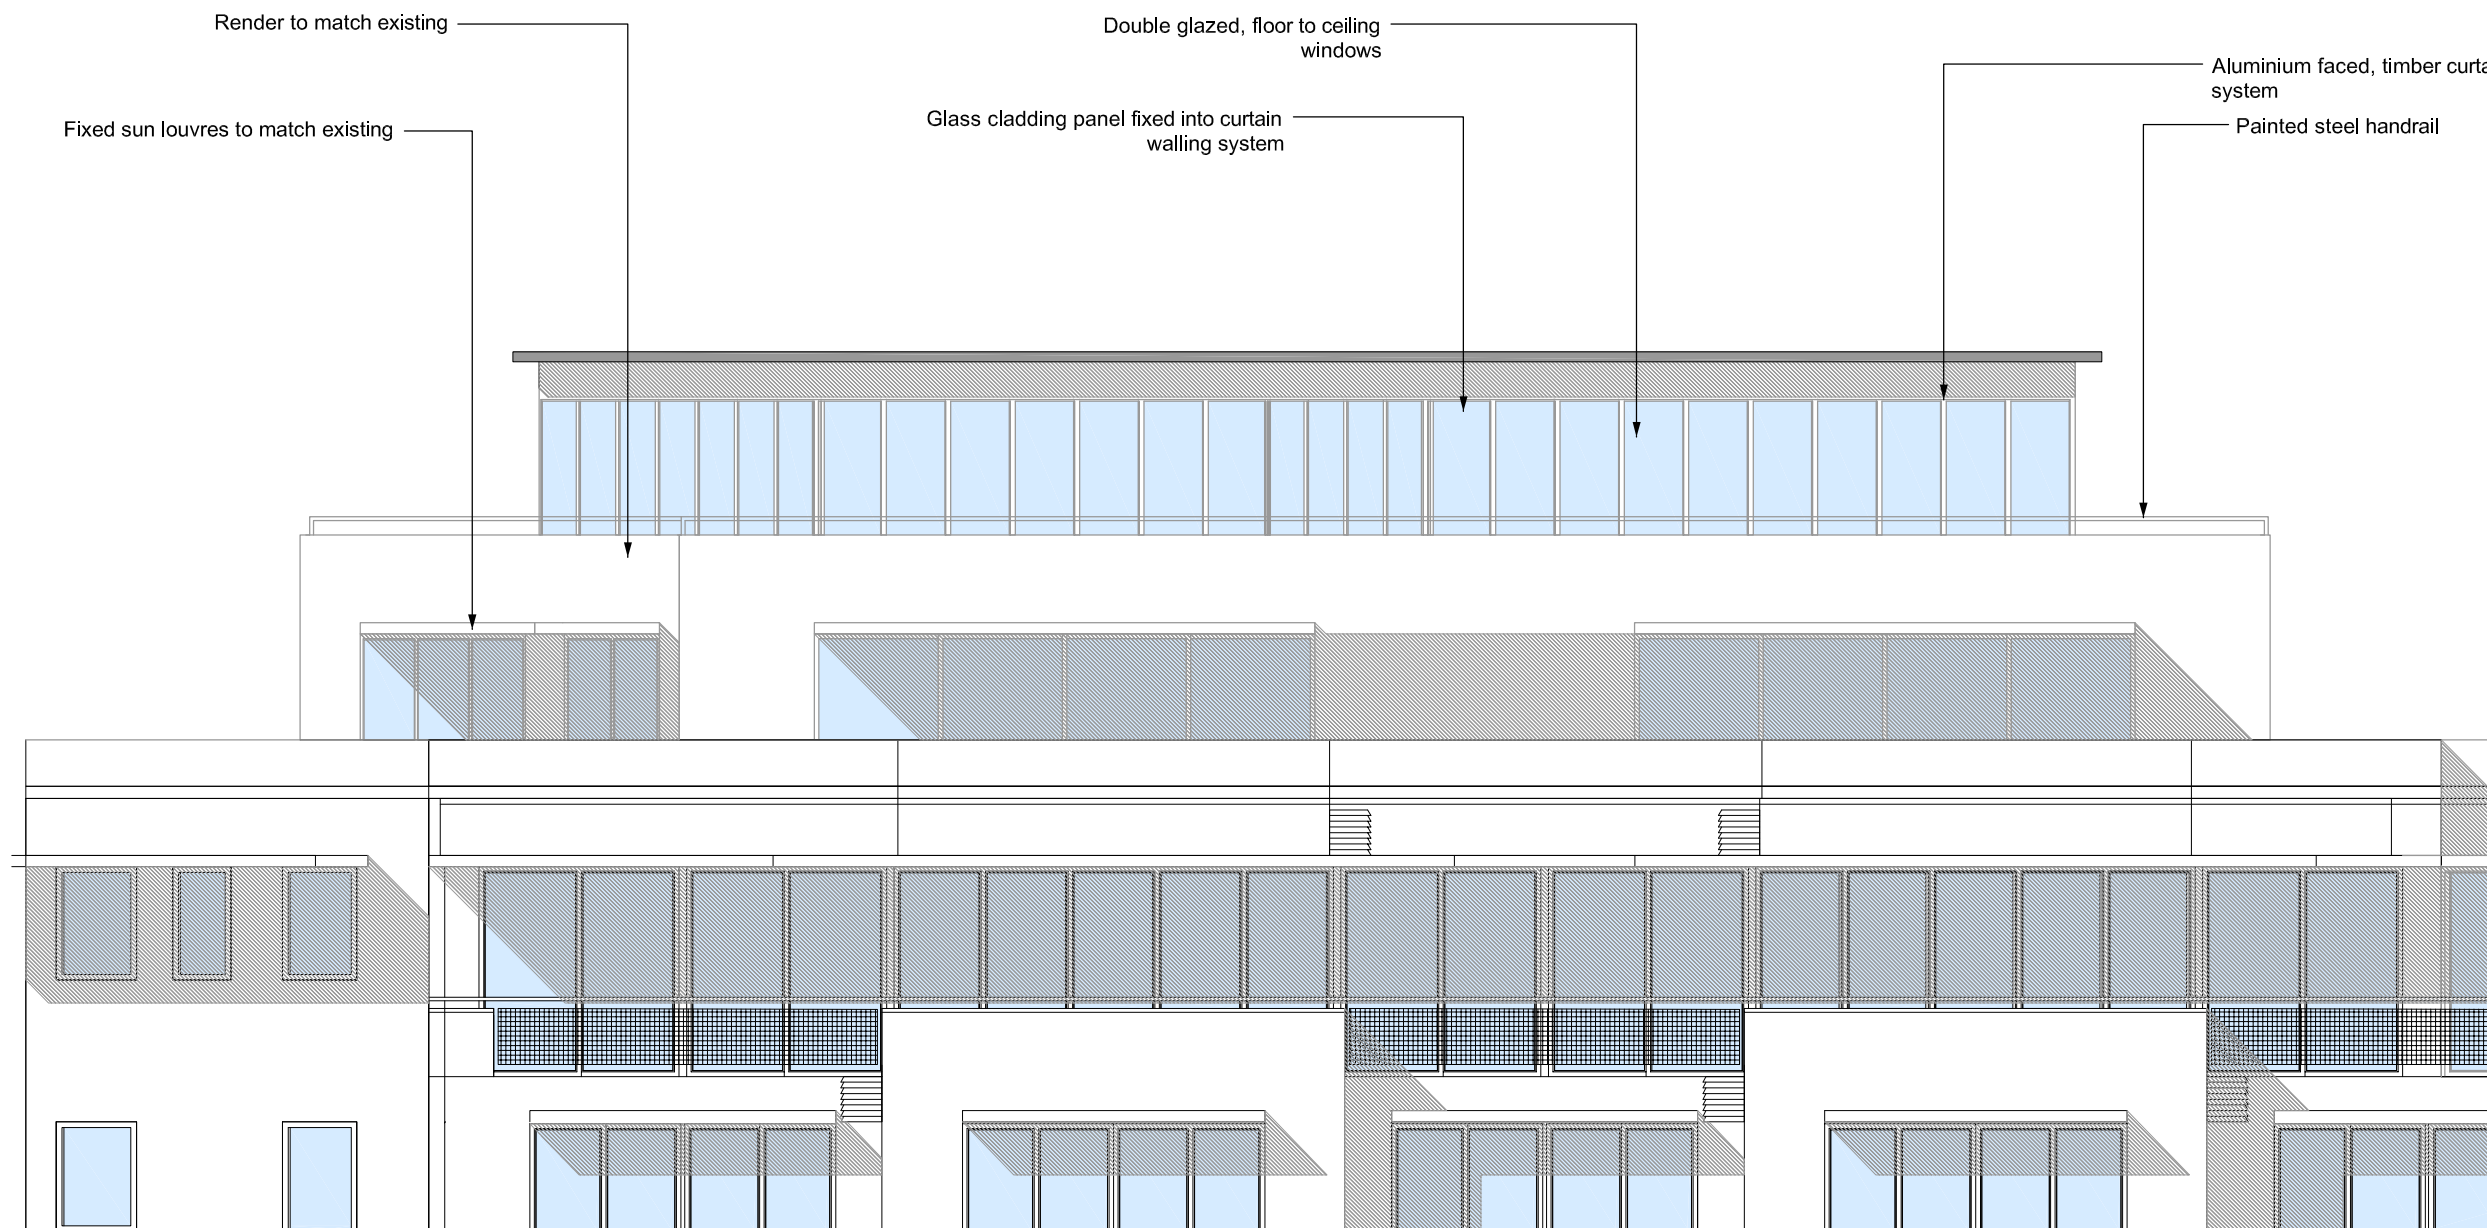 Render to match existing
Double glazed, floor to ceiling
windows
Aluminium faced, timber
system
Glass cladding panel fixed into curtain
walling system
Painted steel handrail
Fixed sun louvres to match existing